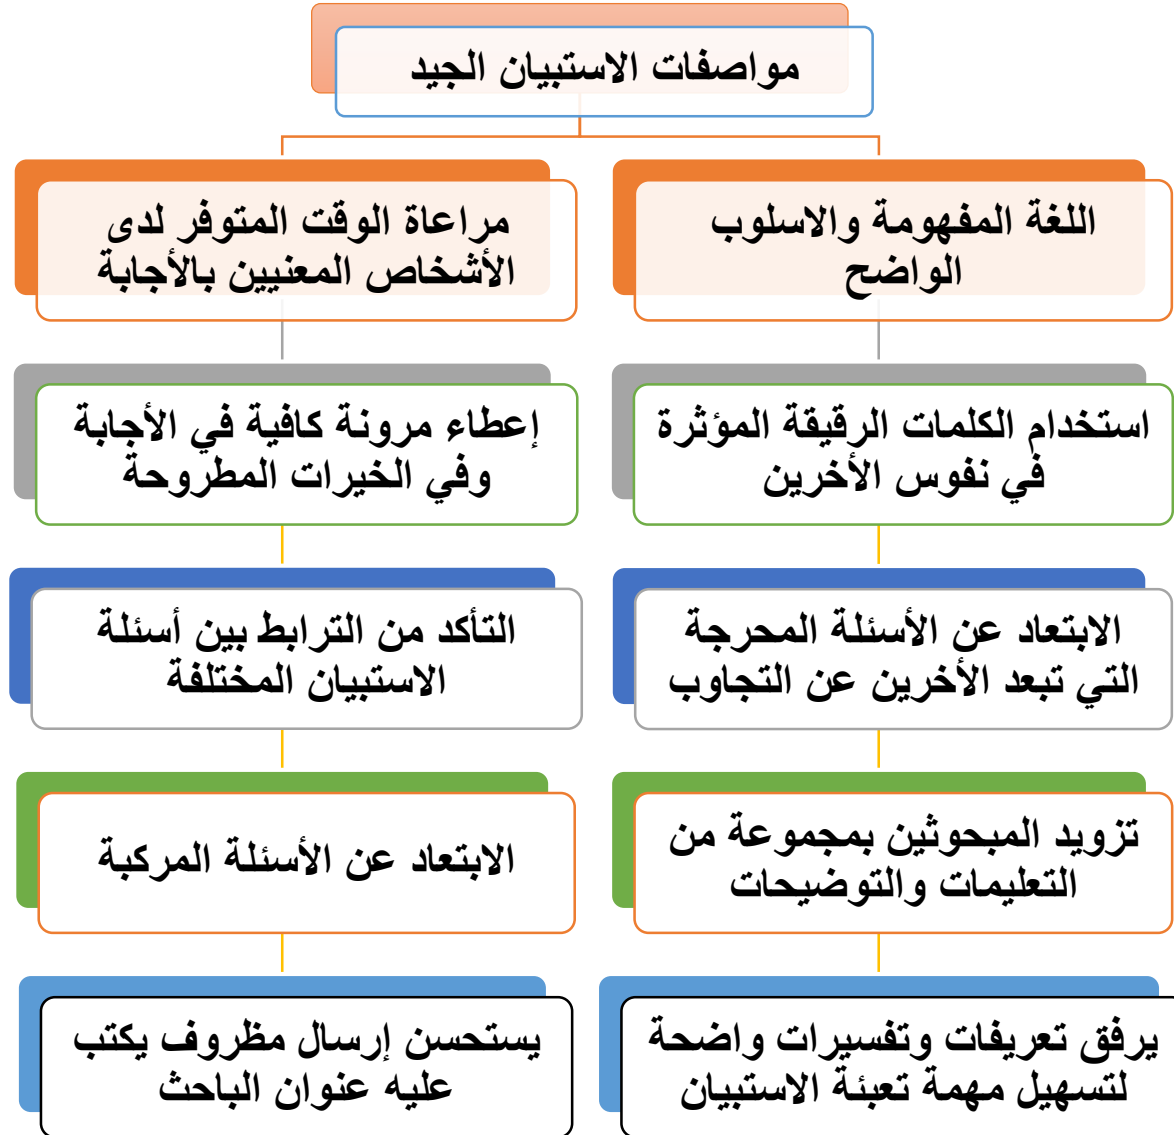 مواصفات الاستبيان الجيد
اللغة المفهومة والاسلوب
الواضح
استخدام الكلمات الرقيقة المؤثرة
في نفوس الأخرين
الابتعاد عن الأسئلة المحرجة
التي تبعد الأخرين عن التجاوب
تزويد المبحوثين بمجموعة من
التعليمات والتوضيحات
يرفق تعريفات وتفسيرات واضحة
لتسهيل مهمة تعبئة الاستبيان
مراعاة الوقت المتوفر لدى
الأشخاص المعنيين بالأجابة
إعطاء مرونة كافية في الأجابة
وفي الخيرات المطروحة
التأكد من الترابط بين أسئلة
الاستبيان المختلفة
الابتعاد عن الأسئلة المركبة
يستحسن إرسال مظروف يكتب
عليه عنوان الباحث